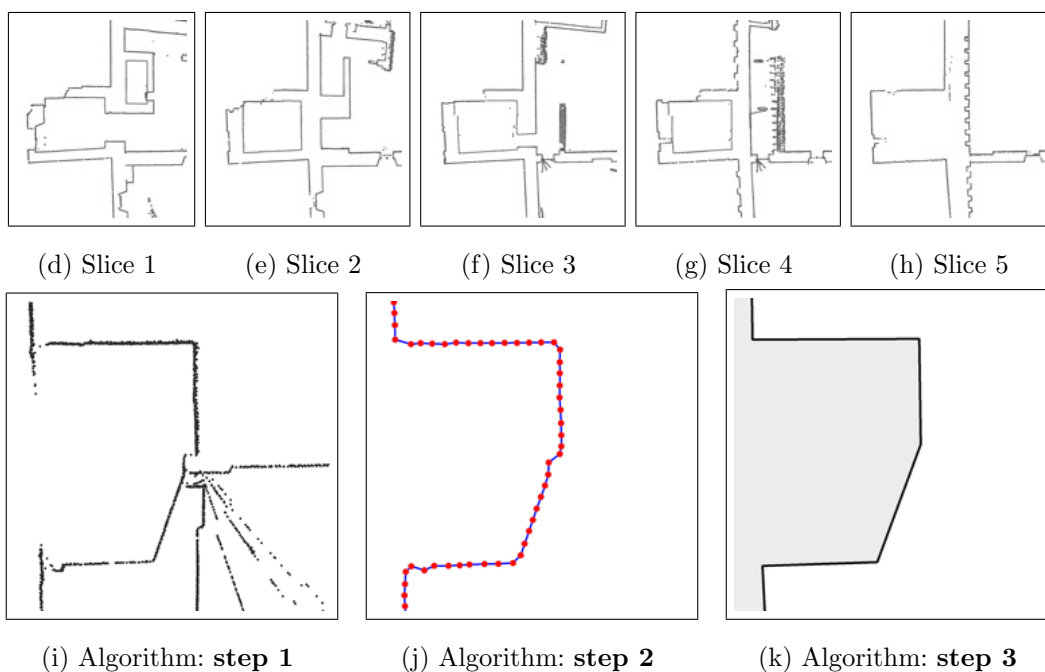 (d) Slice 1 (e) Slice 2 (f) Slice 3 (g) Slice 4 (h) Slice 5
(i) Algorithm: step 1 (j) Algorithm: step 2 (k) Algorithm: step 3